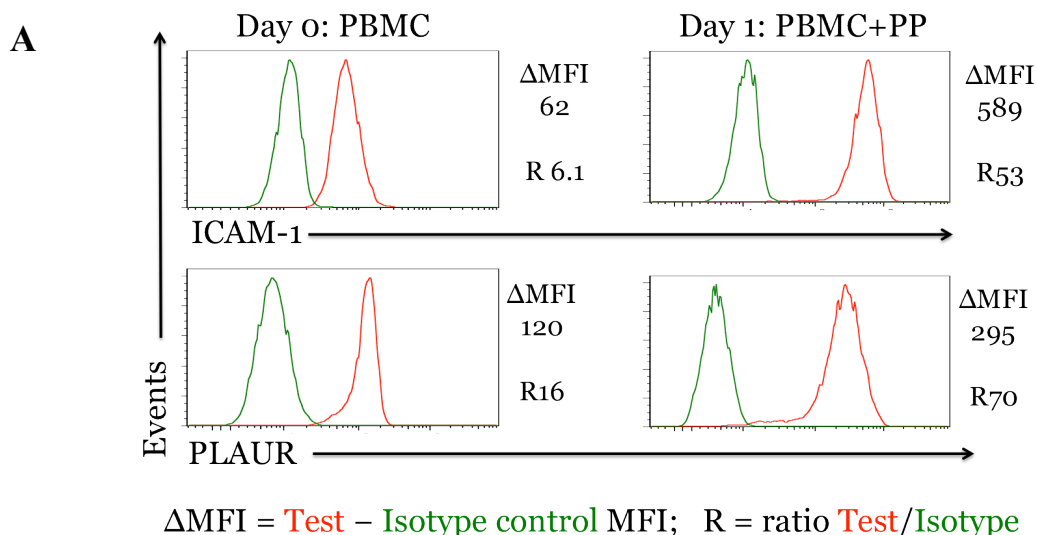 A
Day 0: PBMC
Day 1: PBMC+PP
ΔMFI
62
R 6.1
ΔMFI
589
R53
ICAM-1
ΔMFI
120
R16
ΔMFI
295
R70
Events
PLAUR
ΔMFI = Test – Isotype control MFI; R = ratio Test/Isotype